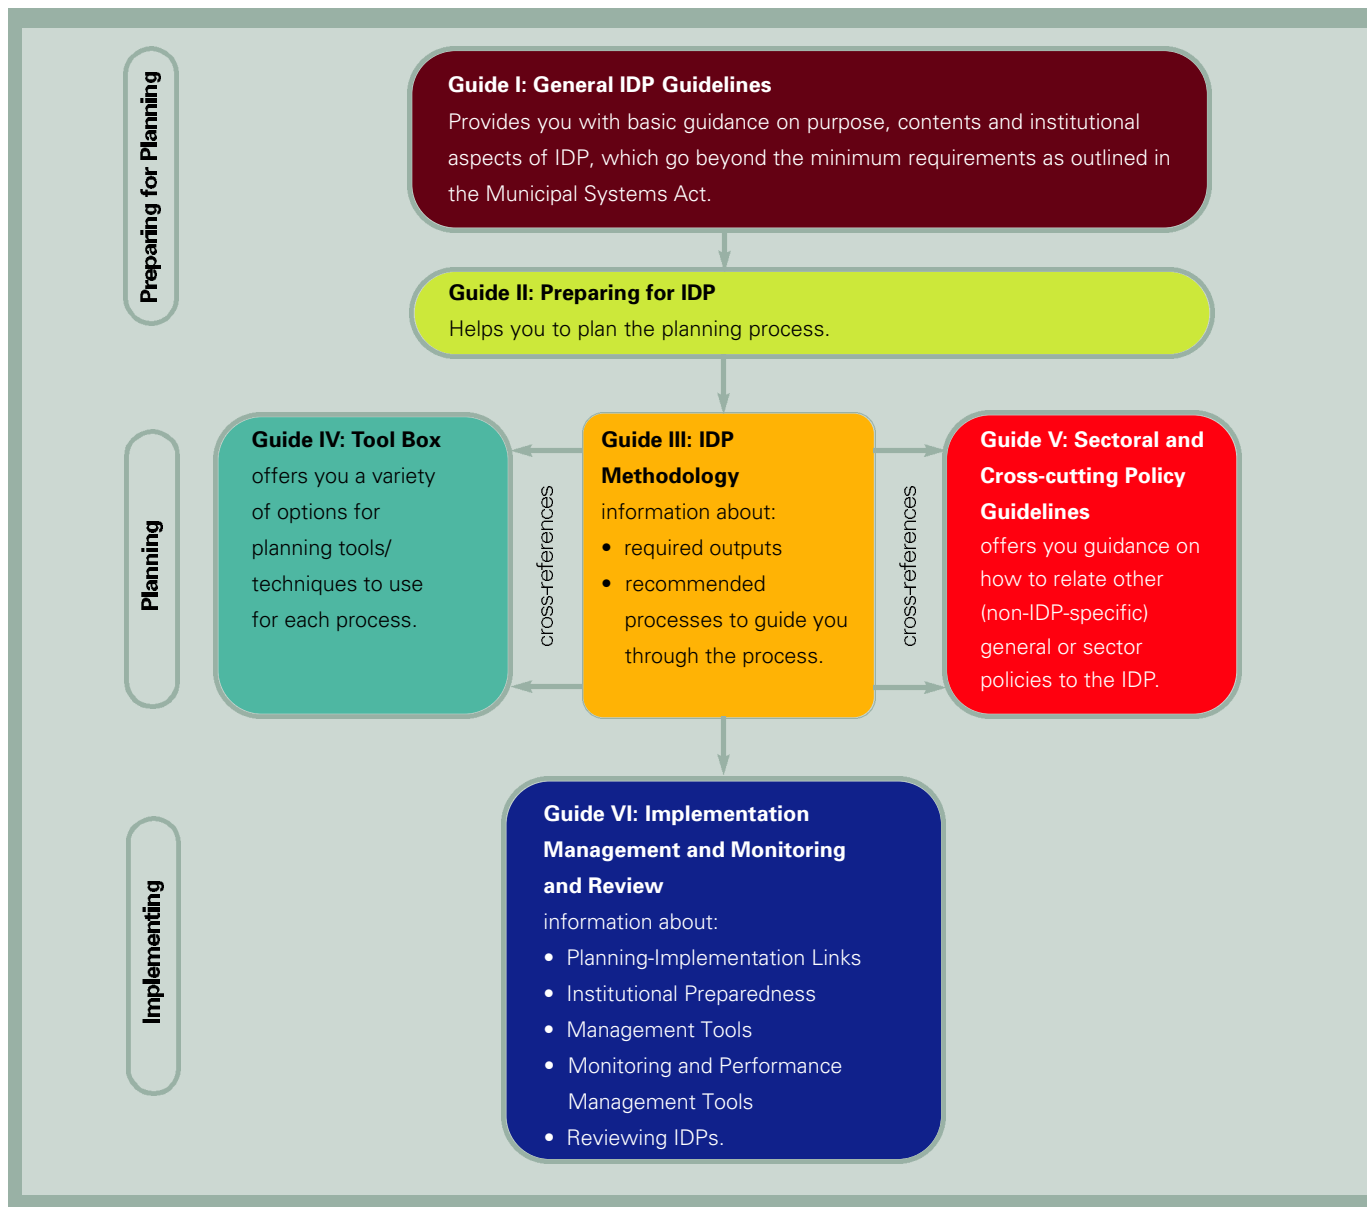 Preparing for Planning
Guide I: General IDP Guidelines
Provides you with basic guidance on purpose, contents and institutional
aspects of IDP, which go beyond the minimum requirements as outlined in
the Municipal Systems Act.
Guide II: Preparing for IDP
Helps you to plan the planning process.
Planning
Guide IV: Tool Box
offers you a variety
of options for
planning tools/
techniques to use
for each process.
cross-references
Guide III: IDP
Methodology
information about:
• required outputs
• recommended
processes to guide you
through the process.
cross-references
Guide V: Sectoral and
Cross-cutting Policy
Guidelines
offers you guidance on
how to relate other
(non-IDP-specific)
general or sector
policies to the IDP.
Implementing
Guide VI: Implementation
Management and Monitoring
and Review
information about:
• Planning-Implementation Links
• Institutional Preparedness
• Management Tools
• Monitoring and Performance
Management Tools
• Reviewing IDPs.